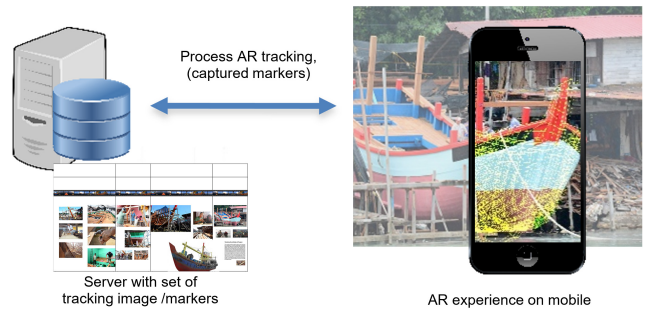 Process AR tracking,
(captured markers)
Server with set of
tracking image /markers
AR experience on mobile